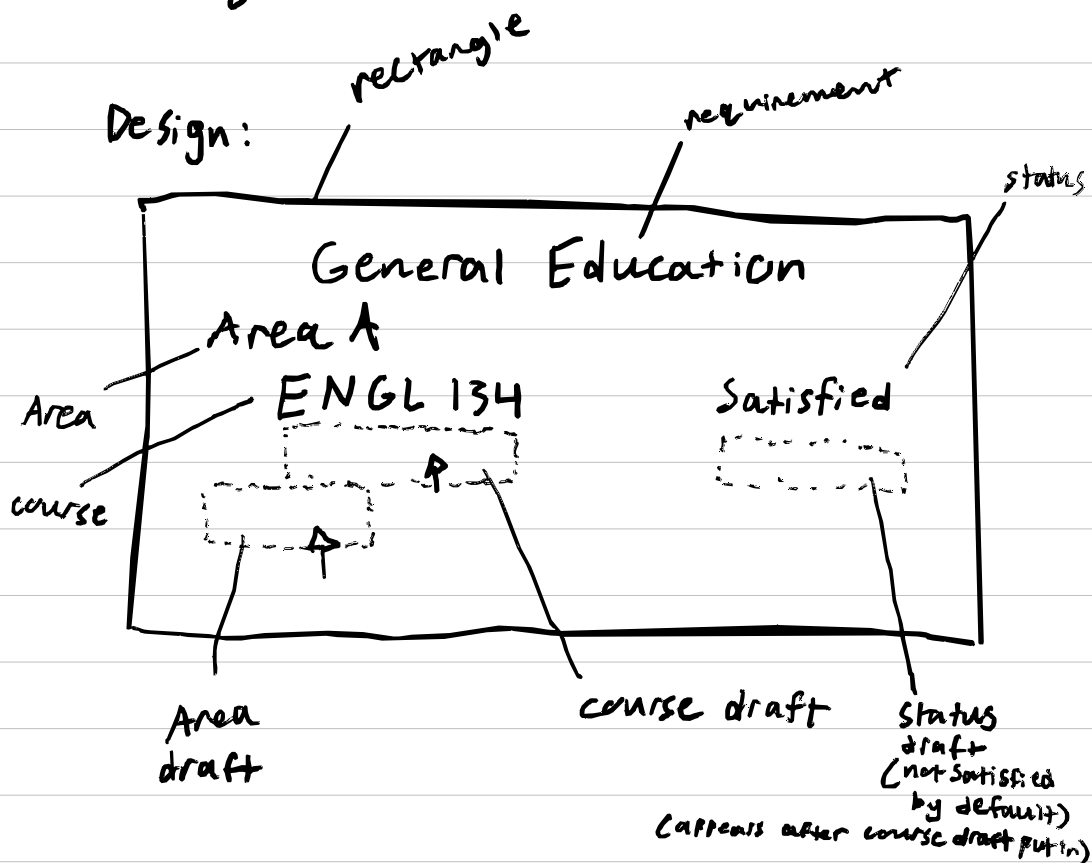 rectangle
requirement
Design:
status
General Education
Area A
Area
ENGL 134
Satisfied
course
Area
draft
course draft
status
draft
(not satisfied
by default)
(appears after course draft put in)